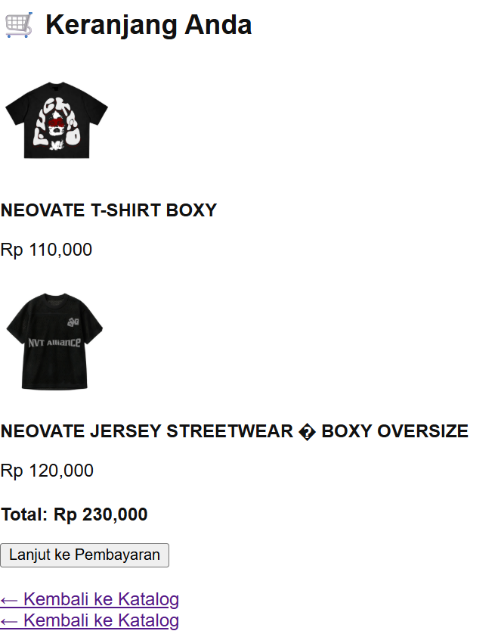 🛒 Keranjang Anda
NEOVATE T-SHIRT BOXY
Rp 110,000
NVT Alliance
NEOVATE JERSEY STREETWEAR � BOXY OVERSIZE
Rp 120,000
Total: Rp 230,000
Lanjut ke Pembayaran
← Kembali ke Katalog
← Kembali ke Katalog